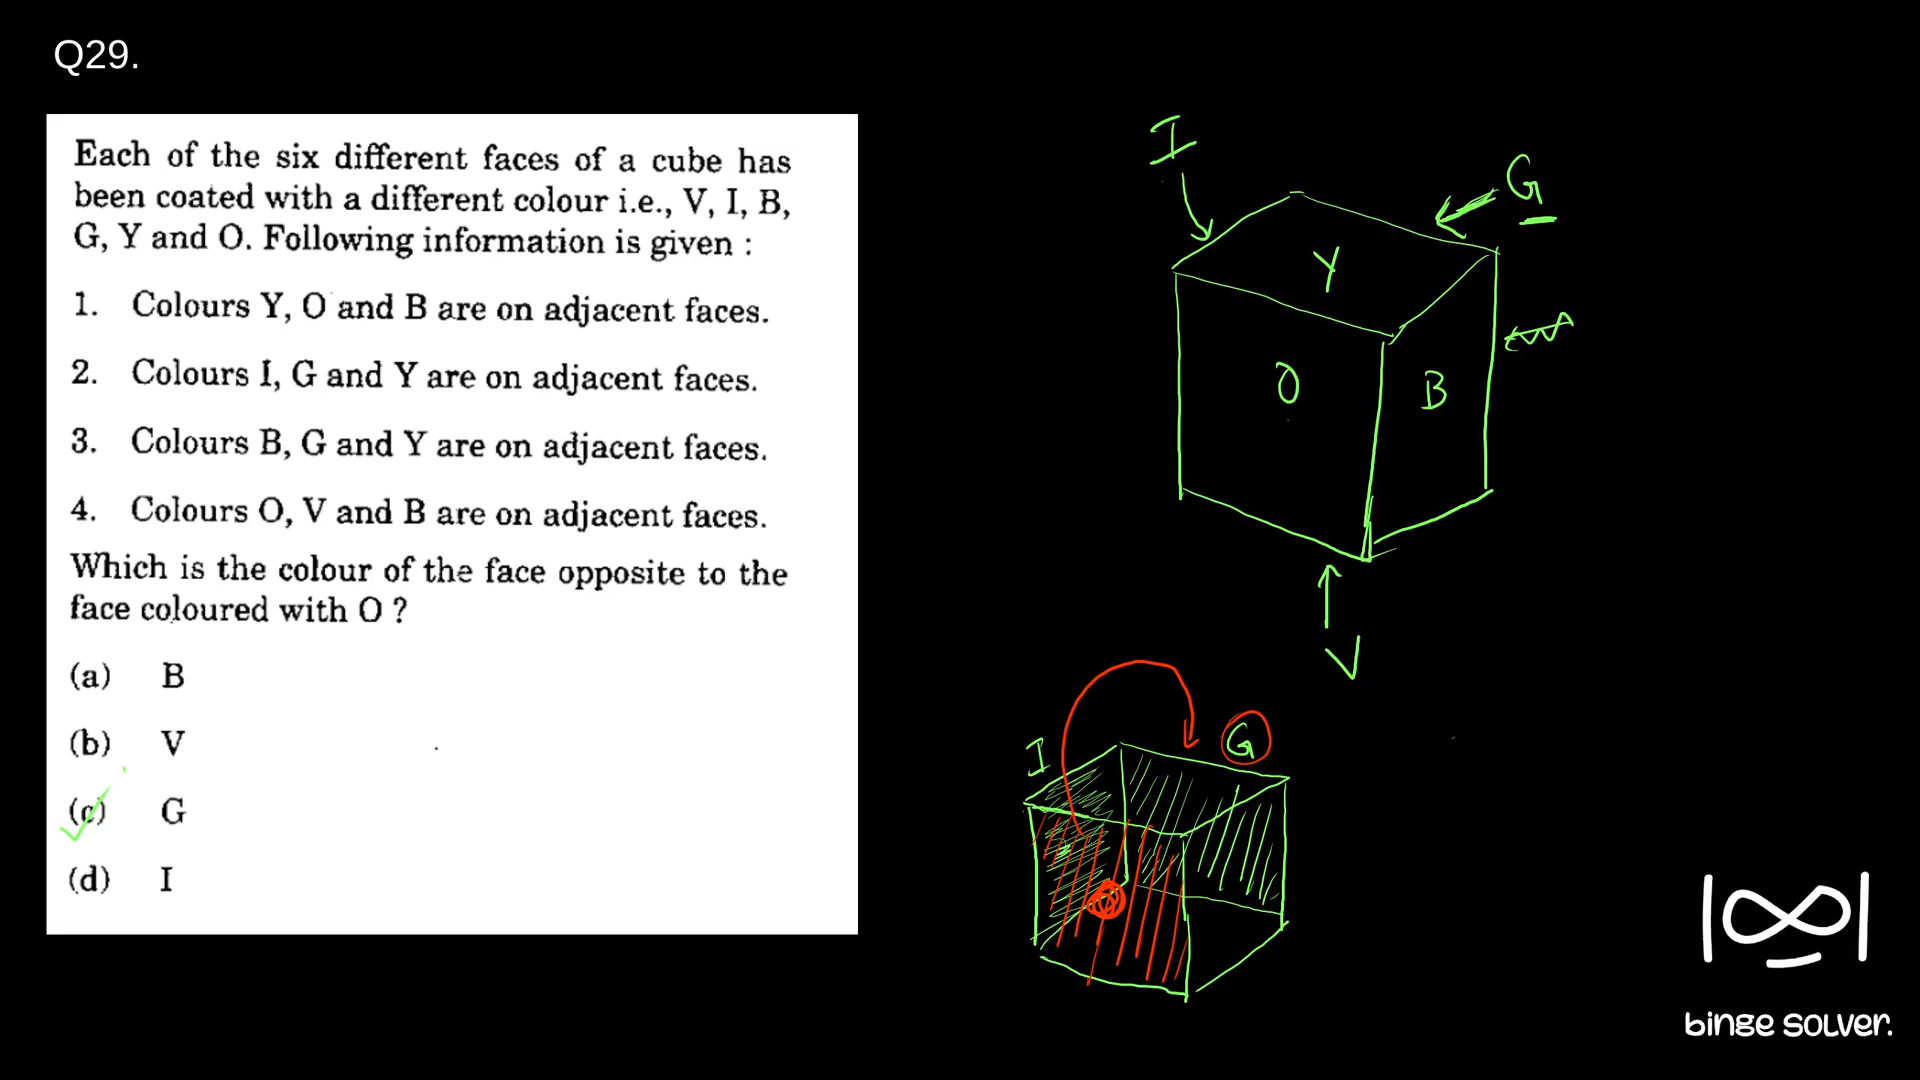 Q29.
Each of the six different faces of a cube has
been coated with a different colour i.e., V, I, B,
G, Y and O. Following information is given :
1. Colours Y, O and B are on adjacent faces.
2. Colours I, G and Y are on adjacent faces.
3. Colours B, G and Y are on adjacent faces.
4. Colours O, V and B are on adjacent faces.
Which is the colour of the face opposite to the
face coloured with O ?
(a) B
(b) V
(c) G
(d) I
I
G
Y
O
B
V
I
G
binge solver.